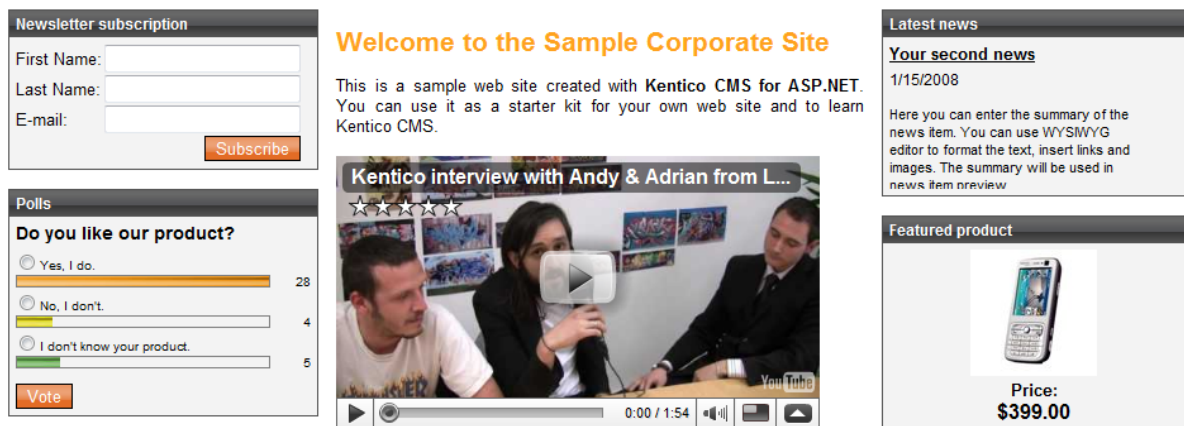 Newsletter subscription
First Name:
Last Name:
E-mail:
Subscribe
Polls
Do you like our product?
Yes, I do.
28
No, I don't.
4
I don't know your product.
5
Vote
Welcome to the Sample Corporate Site
This is a sample web site created with Kentico CMS for ASP.NET.
You can use it as a starter kit for your own web site and to learn
Kentico CMS.
Kentico interview with Andy & Adrian from L...
YouTube
0:00 / 1:54
Latest news
Your second news
1/15/2008
Here you can enter the summary of the
news item. You can use WYSIWYG
editor to format the text, insert links and
images. The summary will be used in
news item preview
Featured product
Price:
$399.00